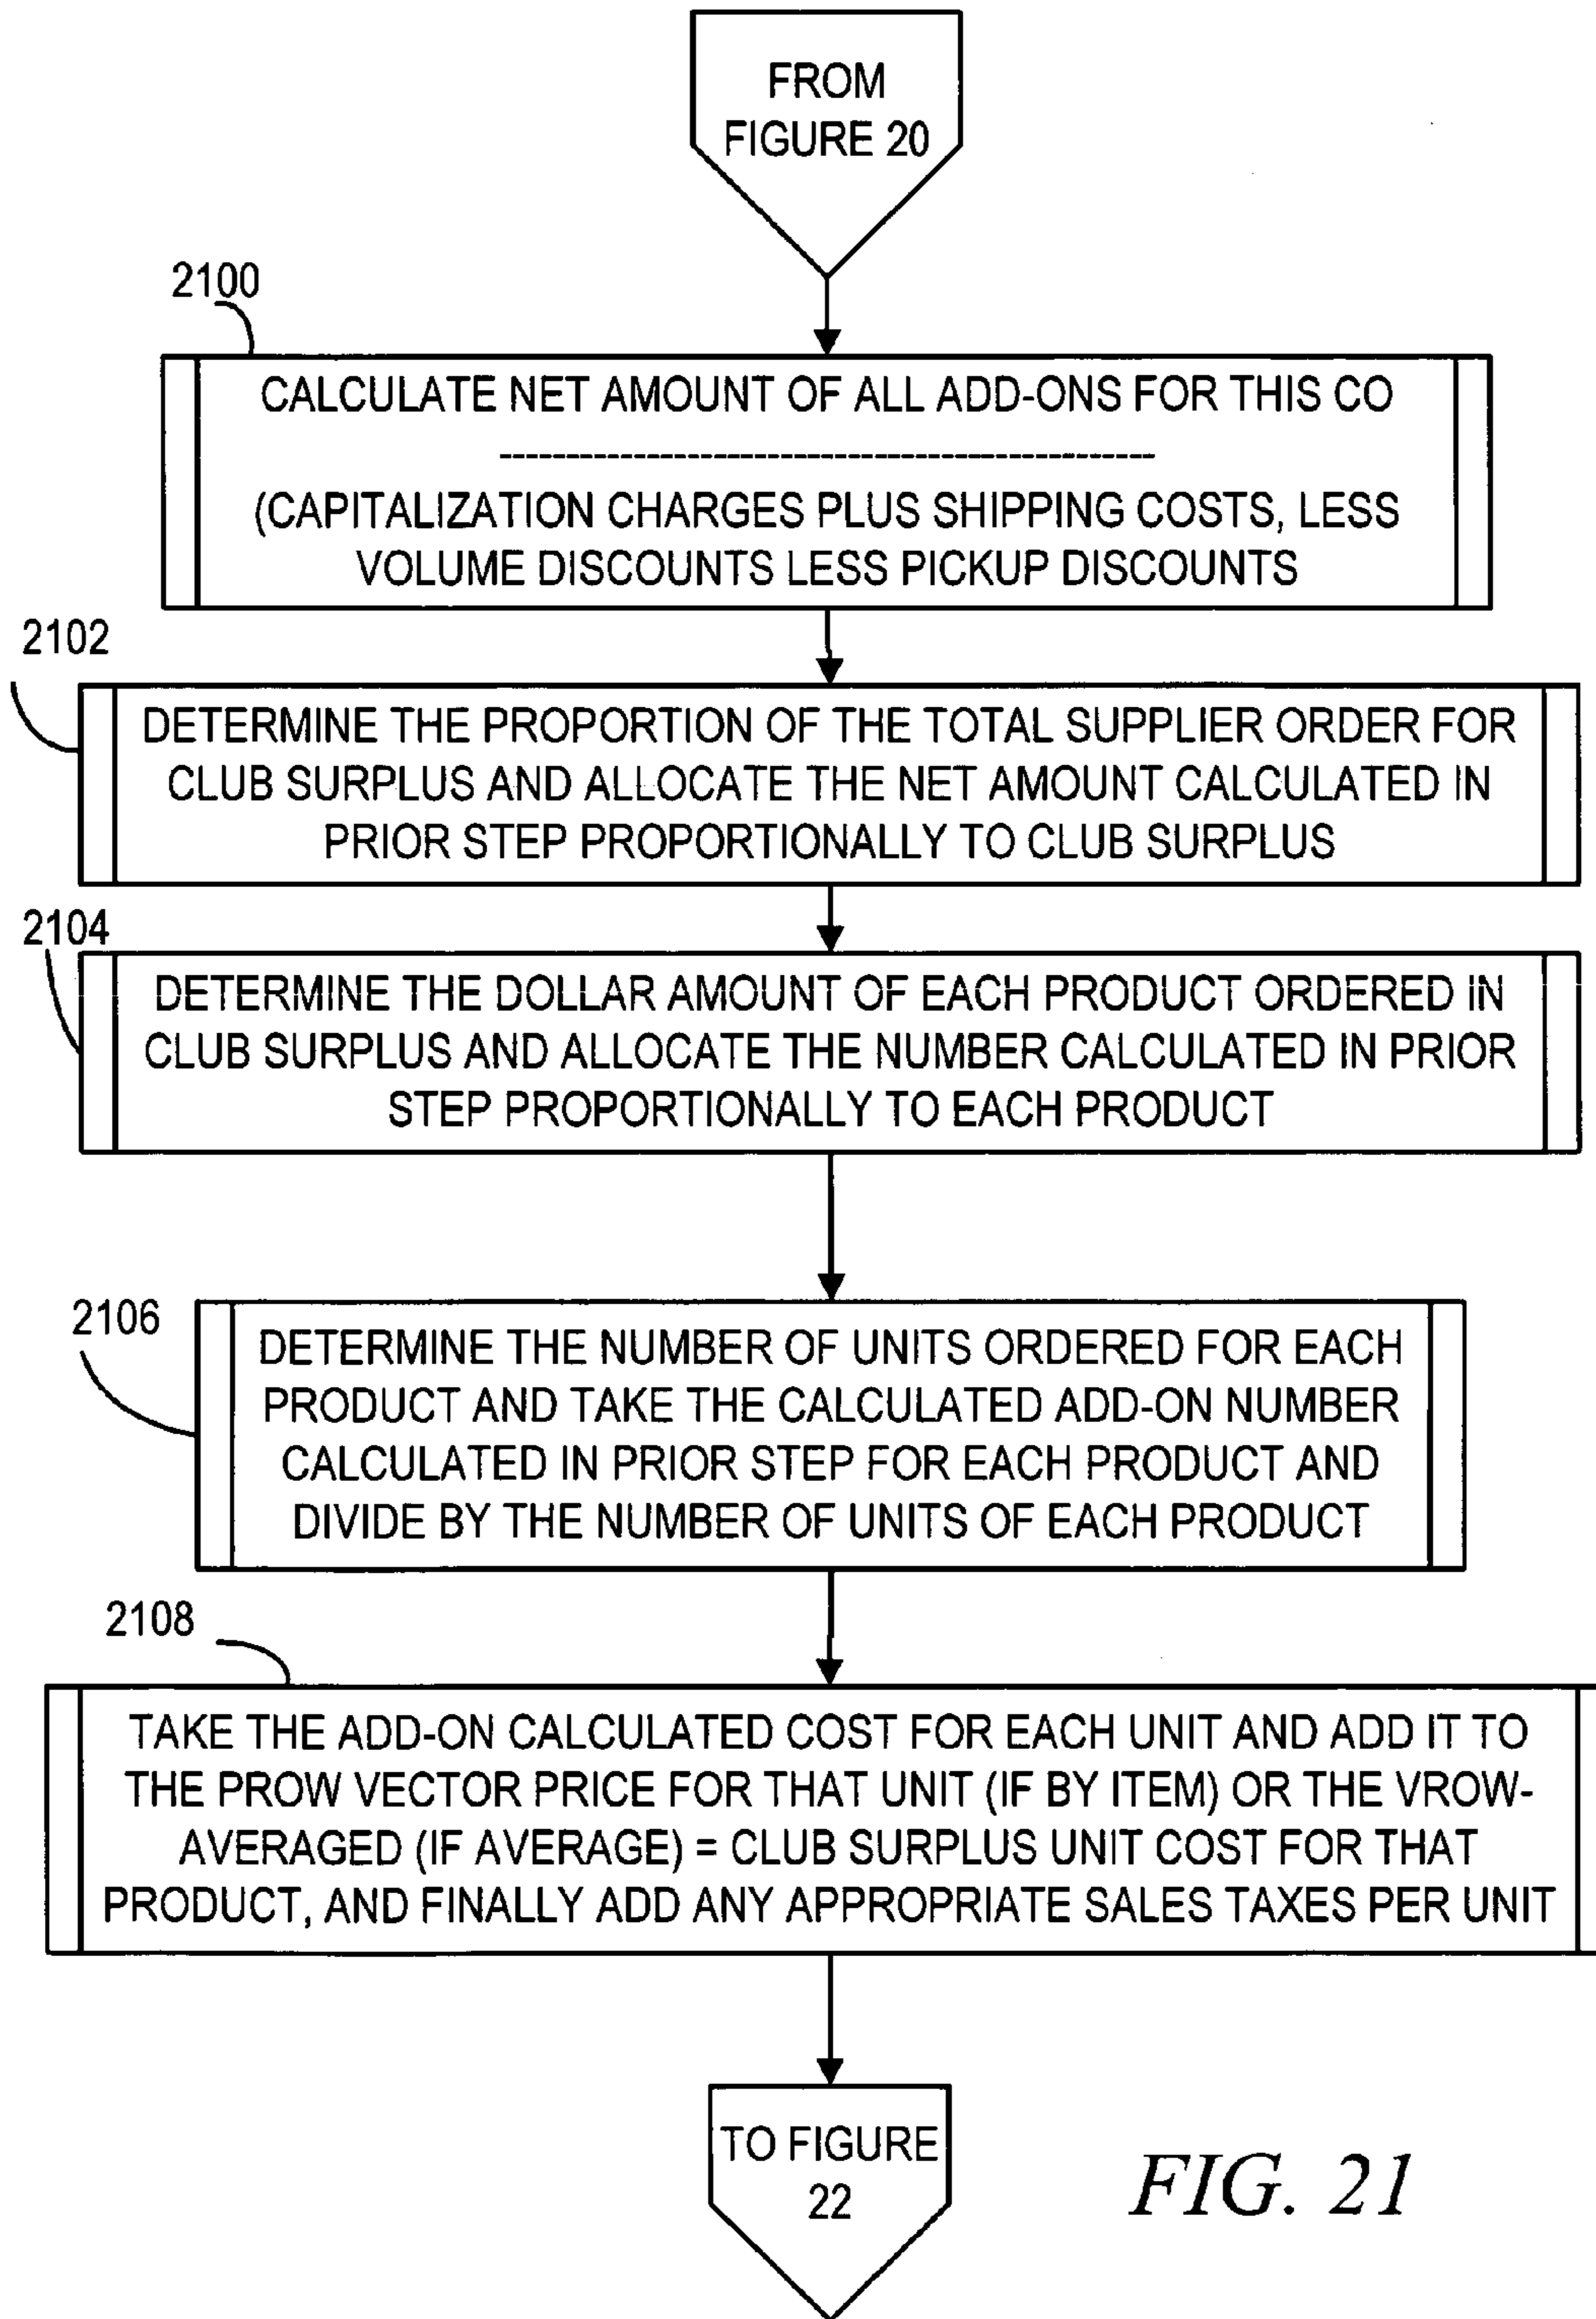 FROM
FIGURE 20
2100
CALCULATE NET AMOUNT OF ALL ADD-ONS FOR THIS CO
-------------------------------------------------
(CAPITALIZATION CHARGES PLUS SHIPPING COSTS, LESS
VOLUME DISCOUNTS LESS PICKUP DISCOUNTS
2102
DETERMINE THE PROPORTION OF THE TOTAL SUPPLIER ORDER FOR
CLUB SURPLUS AND ALLOCATE THE NET AMOUNT CALCULATED IN
PRIOR STEP PROPORTIONALLY TO CLUB SURPLUS
2104
DETERMINE THE DOLLAR AMOUNT OF EACH PRODUCT ORDERED IN
CLUB SURPLUS AND ALLOCATE THE NUMBER CALCULATED IN PRIOR
STEP PROPORTIONALLY TO EACH PRODUCT
2106
DETERMINE THE NUMBER OF UNITS ORDERED FOR EACH
PRODUCT AND TAKE THE CALCULATED ADD-ON NUMBER
CALCULATED IN PRIOR STEP FOR EACH PRODUCT AND
DIVIDE BY THE NUMBER OF UNITS OF EACH PRODUCT
2108
TAKE THE ADD-ON CALCULATED COST FOR EACH UNIT AND ADD IT TO
THE PROW VECTOR PRICE FOR THAT UNIT (IF BY ITEM) OR THE VROW-
AVERAGED (IF AVERAGE) = CLUB SURPLUS UNIT COST FOR THAT
PRODUCT, AND FINALLY ADD ANY APPROPRIATE SALES TAXES PER UNIT
TO FIGURE
22
FIG. 21